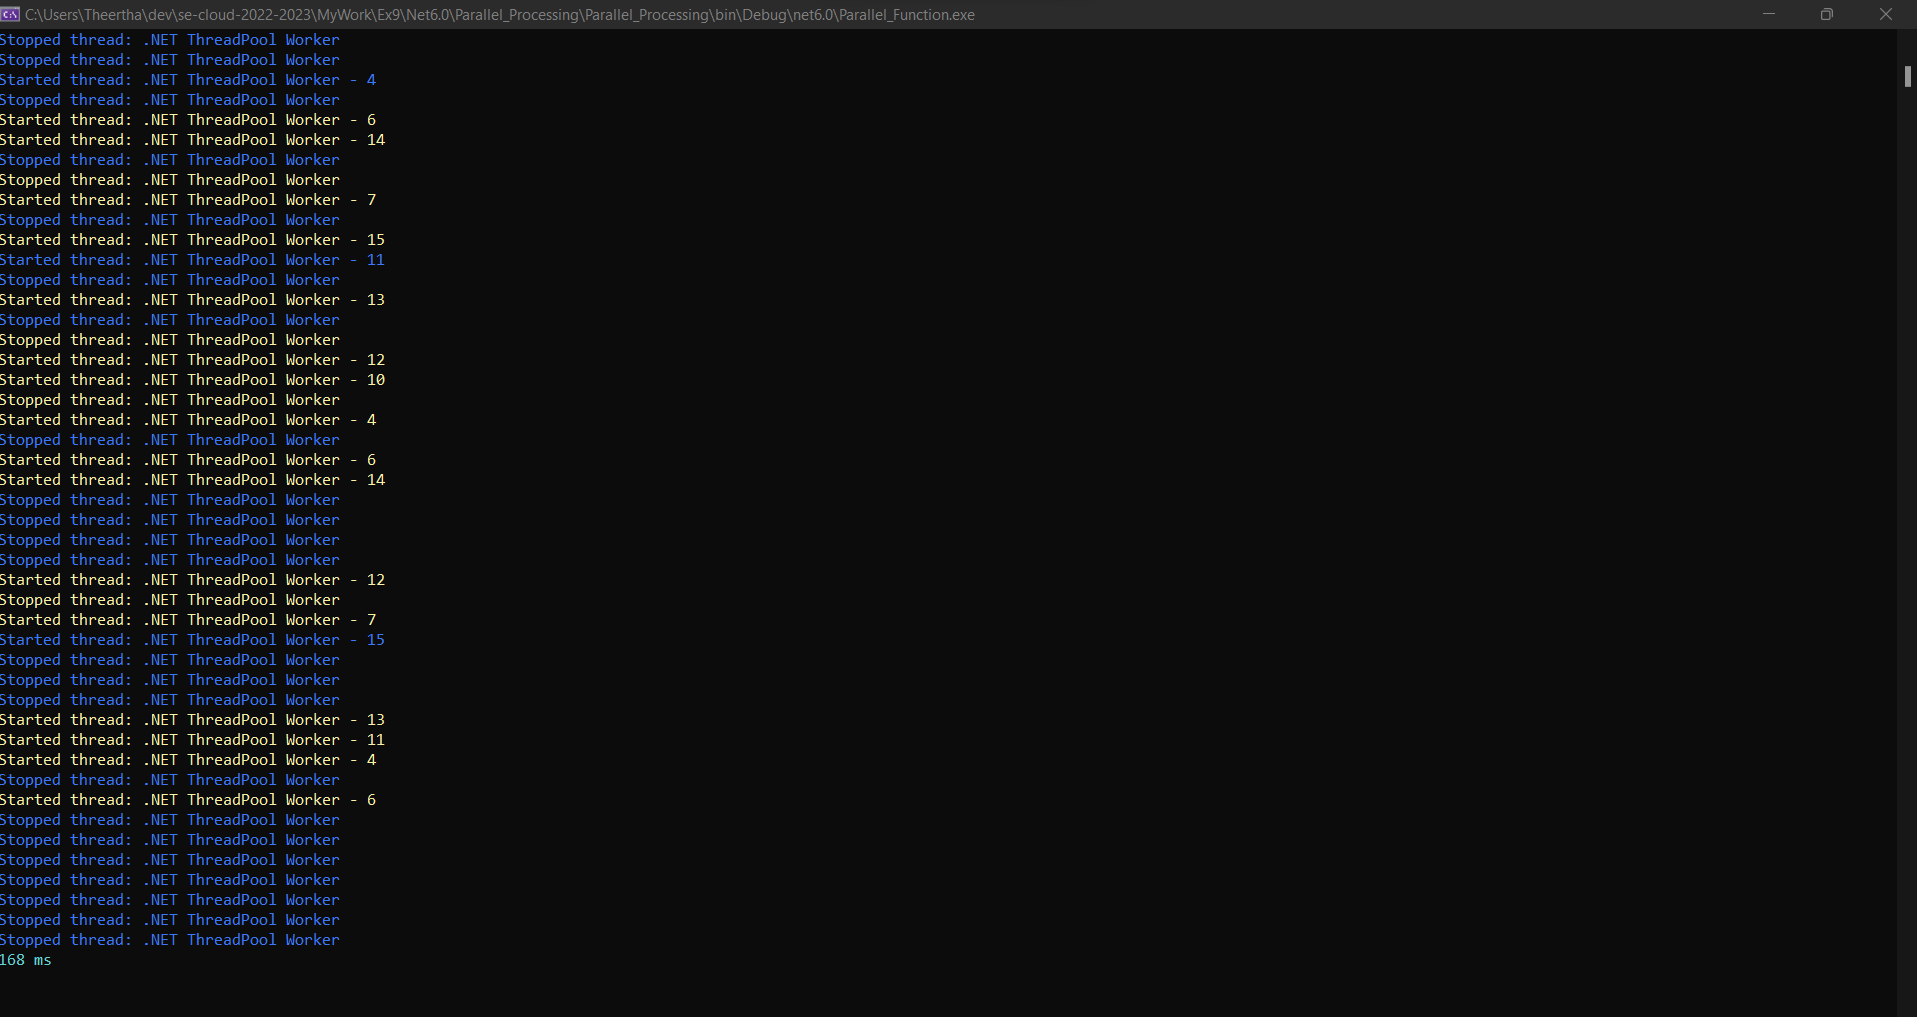 C:\Users\Theertha\dev\se-cloud-2022-2023\MyWork\Ex9\Net6.0\Parallel_Processing\Parallel_Processing\bin\Debug\net6.0\Parallel_Function.exe
Stopped thread: .NET ThreadPool Worker
Stopped thread: .NET ThreadPool Worker
Started thread: .NET ThreadPool Worker - 4
Stopped thread: .NET ThreadPool Worker
Started thread: .NET ThreadPool Worker - 6
Started thread: .NET ThreadPool Worker - 14
Stopped thread: .NET ThreadPool Worker
Stopped thread: .NET ThreadPool Worker
Started thread: .NET ThreadPool Worker - 7
Stopped thread: .NET ThreadPool Worker
Started thread: .NET ThreadPool Worker - 15
Started thread: .NET ThreadPool Worker - 11
Stopped thread: .NET ThreadPool Worker
Started thread: .NET ThreadPool Worker - 13
Stopped thread: .NET ThreadPool Worker
Stopped thread: .NET ThreadPool Worker
Started thread: .NET ThreadPool Worker - 12
Started thread: .NET ThreadPool Worker - 10
Stopped thread: .NET ThreadPool Worker
Started thread: .NET ThreadPool Worker - 4
Stopped thread: .NET ThreadPool Worker
Started thread: .NET ThreadPool Worker - 6
Started thread: .NET ThreadPool Worker - 14
Stopped thread: .NET ThreadPool Worker
Stopped thread: .NET ThreadPool Worker
Stopped thread: .NET ThreadPool Worker
Stopped thread: .NET ThreadPool Worker
Started thread: .NET ThreadPool Worker - 12
Stopped thread: .NET ThreadPool Worker
Started thread: .NET ThreadPool Worker - 7
Started thread: .NET ThreadPool Worker - 15
Stopped thread: .NET ThreadPool Worker
Stopped thread: .NET ThreadPool Worker
Stopped thread: .NET ThreadPool Worker
Started thread: .NET ThreadPool Worker - 13
Started thread: .NET ThreadPool Worker - 11
Started thread: .NET ThreadPool Worker - 4
Stopped thread: .NET ThreadPool Worker
Started thread: .NET ThreadPool Worker - 6
Stopped thread: .NET ThreadPool Worker
Stopped thread: .NET ThreadPool Worker
Stopped thread: .NET ThreadPool Worker
Stopped thread: .NET ThreadPool Worker
Stopped thread: .NET ThreadPool Worker
Stopped thread: .NET ThreadPool Worker
Stopped thread: .NET ThreadPool Worker
168 ms